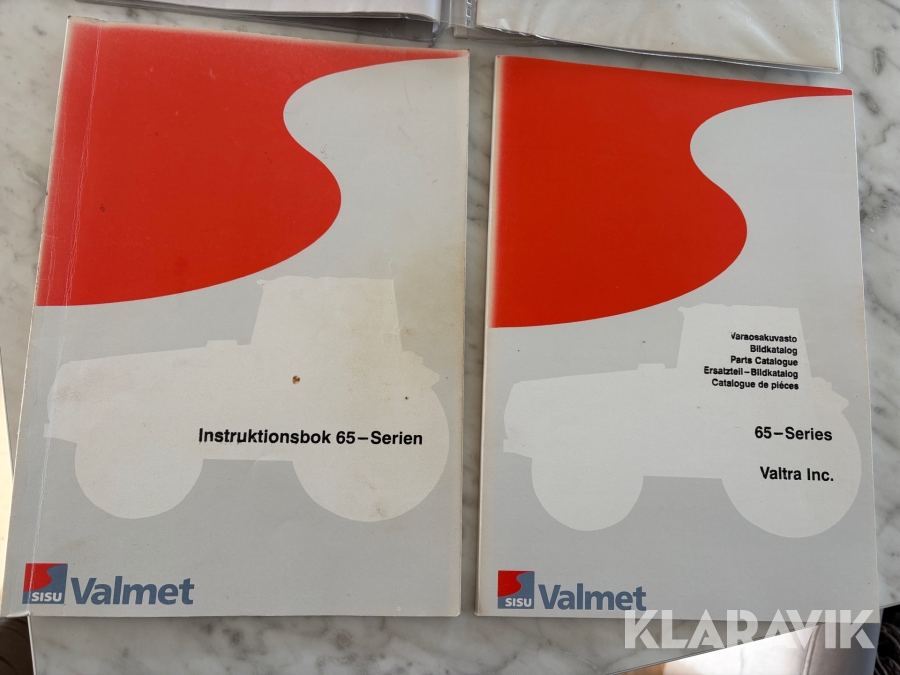 Instruktionsbok 65-Serien
SISU Valmet
Varaosakuvasto
Bildkatalog
Parts Catalogue
Ersatzteil-Bildkatalog
Catalogue de piéces
65-Series
Valtra Inc.
SISU Valmet
KLARAVIK